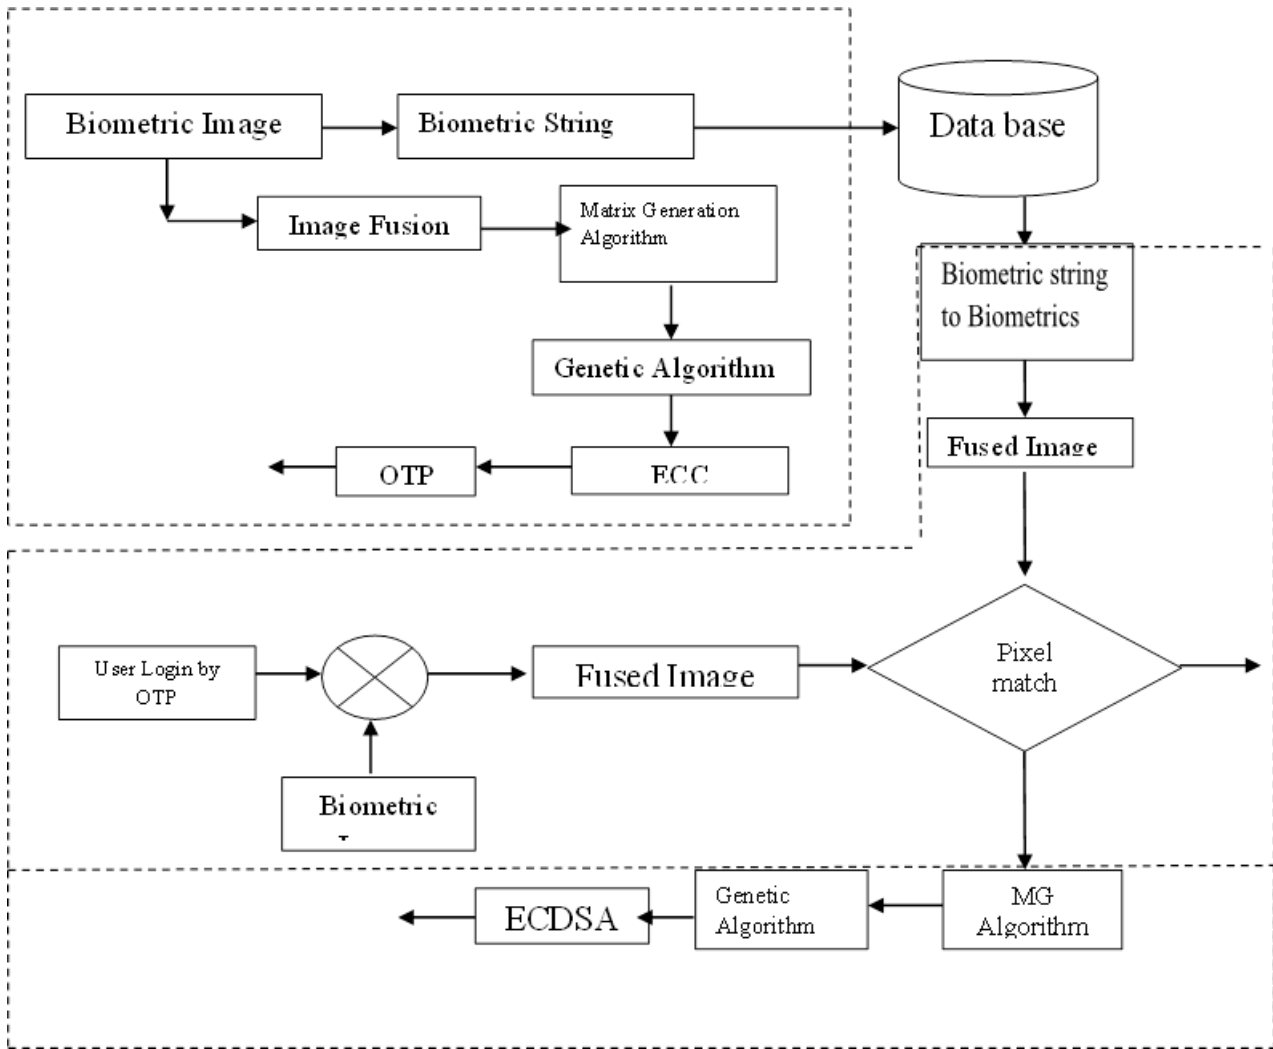 Biometric Image
Biometric String
Data base
Image Fusion
Matrix Generation
Algorithm
Biometric string
to Biometrics
Genetic Algorithm
Fused Image
OTP
ECC
User Login by
OTP
Fused Image
Pixel
match
Biometric
ECDSA
Genetic
Algorithm
MG
Algorithm